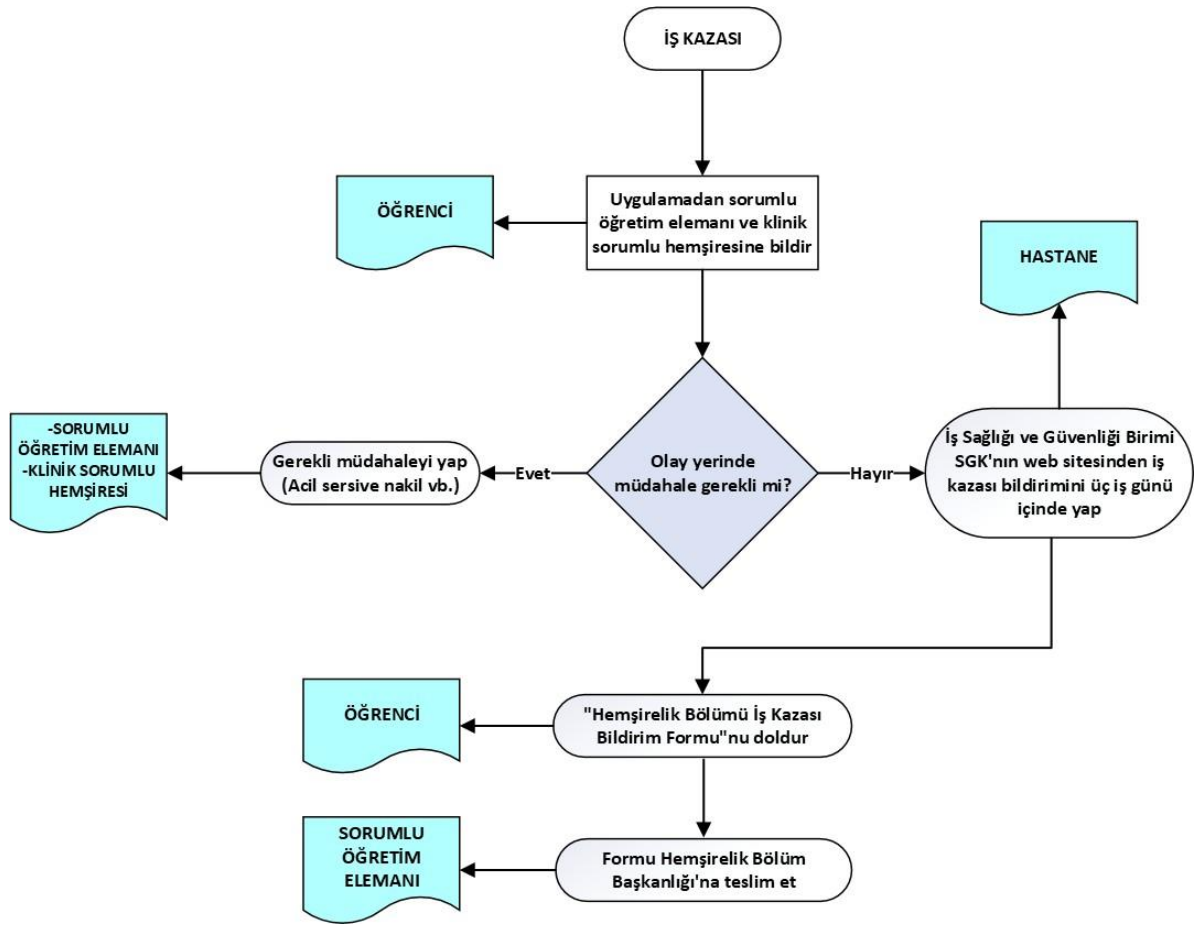 İŞ KAZASI
ÖĞRENCİ
Uygulamadan sorumlu
öğretim elemanı ve klinik
sorumlu hemşiresine bildir
HASTANE
-SORUMLU
ÖĞRETİM ELEMANI
-KLİNİK SORUMLU
HEMŞİRESİ
Gerekli müdahaleyi yap
(Acil sersive nakil vb.)
Evet
Olay yerinde
müdahale gerekli mi?
Hayır
İş Sağlığı ve Güvenliği Birimi
SGK'nın web sitesinden iş
kazası bildirimini üç iş günü
içinde yap
ÖĞRENCİ
"Hemşirelik Bölümü İş Kazası
Bildirim Formu"nu doldur
SORUMLU
ÖĞRETİM
ELEMANI
Formu Hemşirelik Bölüm
Başkanlığı'na teslim et